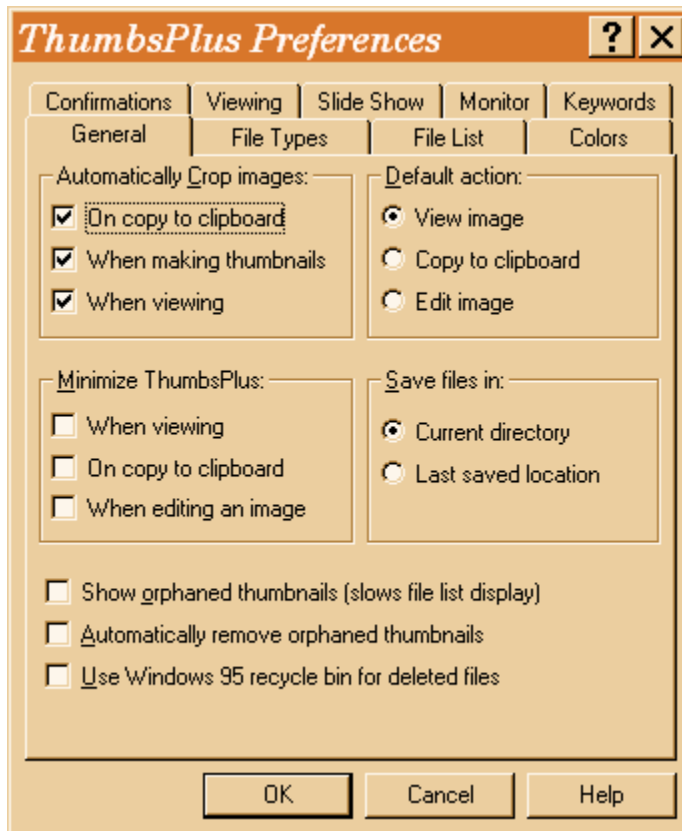 ThumbsPlus Preferences ? X
Confirmations Viewing Slide Show Monitor Keywords
General File Types File List Colors
Automatically Crop images:
On copy to clipboard
When making thumbnails
When viewing
Default action:
View image
Copy to clipboard
Edit image
Minimize ThumbsPlus:
When viewing
On copy to clipboard
When editing an image
Save files in:
Current directory
Last saved location
Show orphaned thumbnails (slows file list display)
Automatically remove orphaned thumbnails
Use Windows 95 recycle bin for deleted files
OK Cancel Help